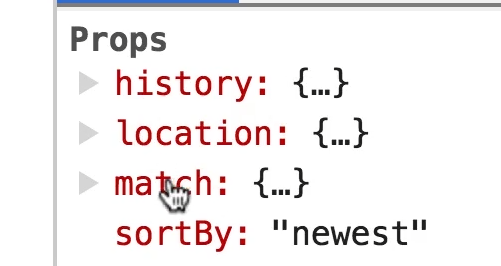 Props
history: {…}
location: {…}
match: {…}
sortBy: "newest"